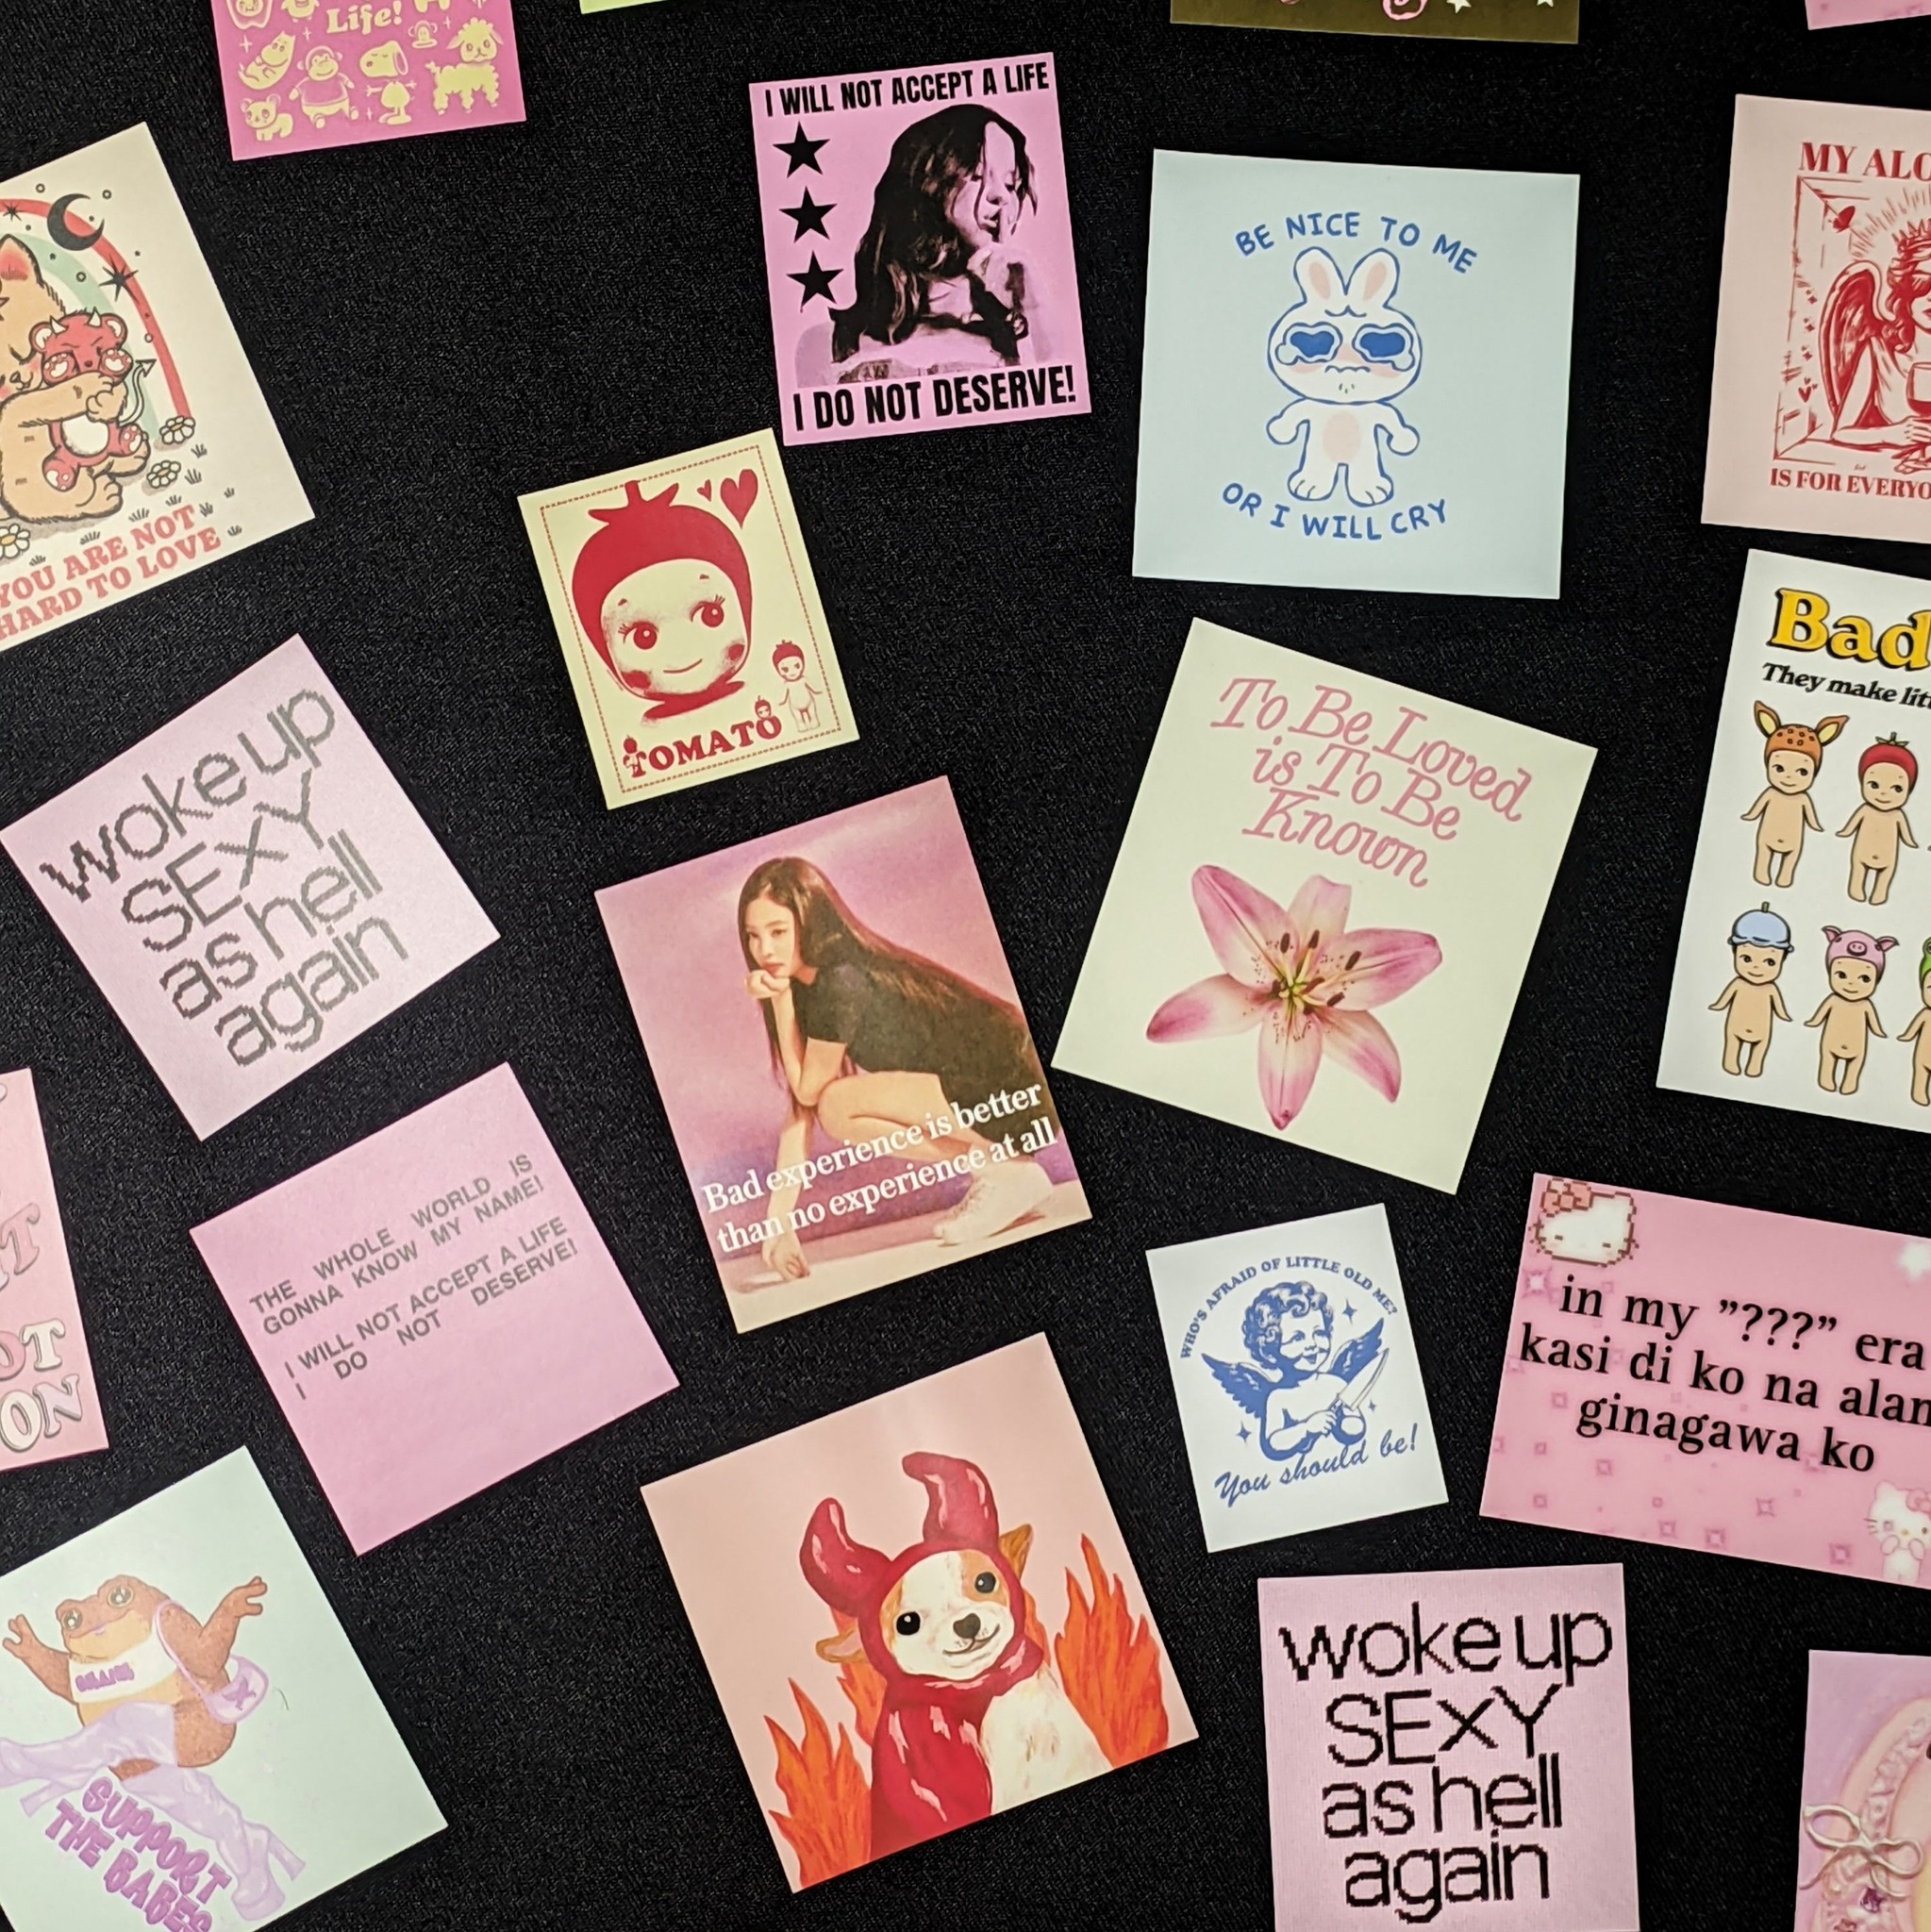 Life!
I WILL NOT ACCEPT A LIFE
I DO NOT DESERVE!
BE NICE TO ME
OR I WILL CRY
MY
IS FOR
YOU ARE NOT
HARD TO LOVE
TOMATO
Bad
They make
woke up
SEXY
as hell
again
To Be Loved
is To Be
Known
Bad experience is better
than no experience at all
THE WHOLE WORLD IS
GONNA KNOW MY NAME!
I WILL NOT ACCEPT A LIFE
I DO NOT DESERVE!
WHO'S AFRAID OF LITTLE OLD ME?
You should be!
in my "???" era
kasi di ko na
ginagawa ko
SUPPORT
THE BABES
woke up
SEXY
as hell
again